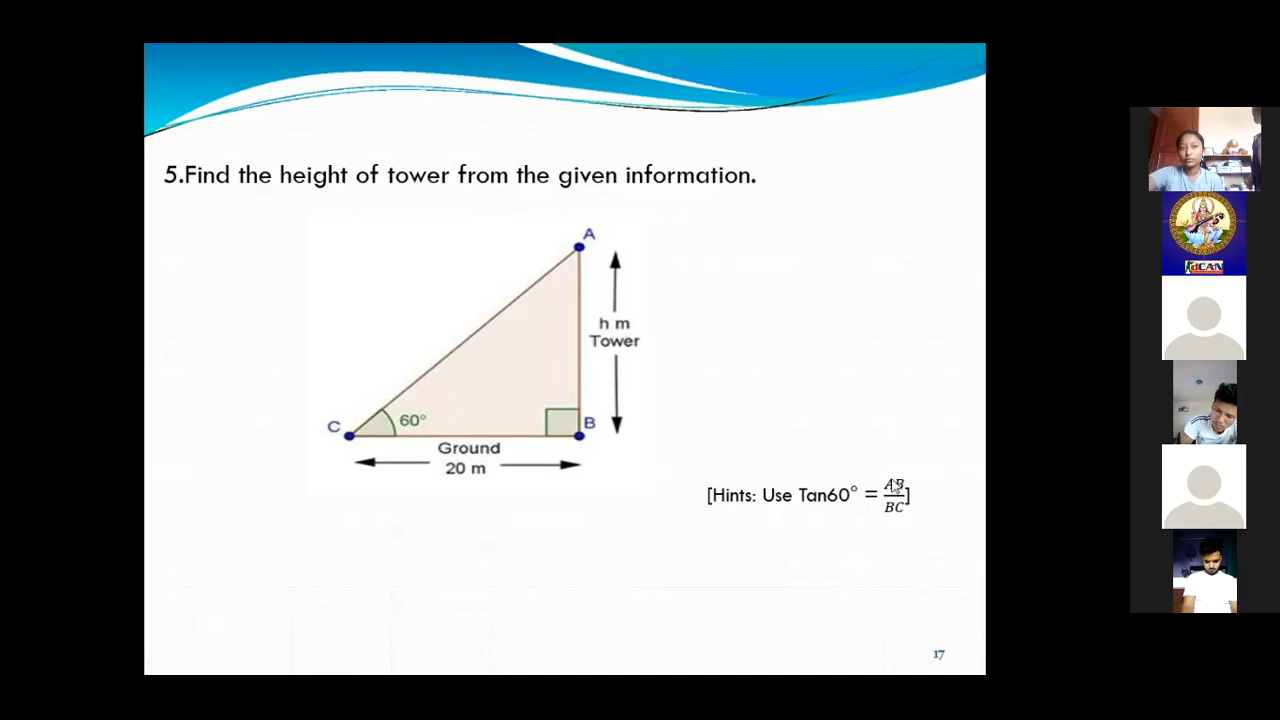 5.Find the height of tower from the given information.
A
h m
Tower
C
60°
B
Ground
20 m
[Hints: Use Tan60° = AB/BC]
17